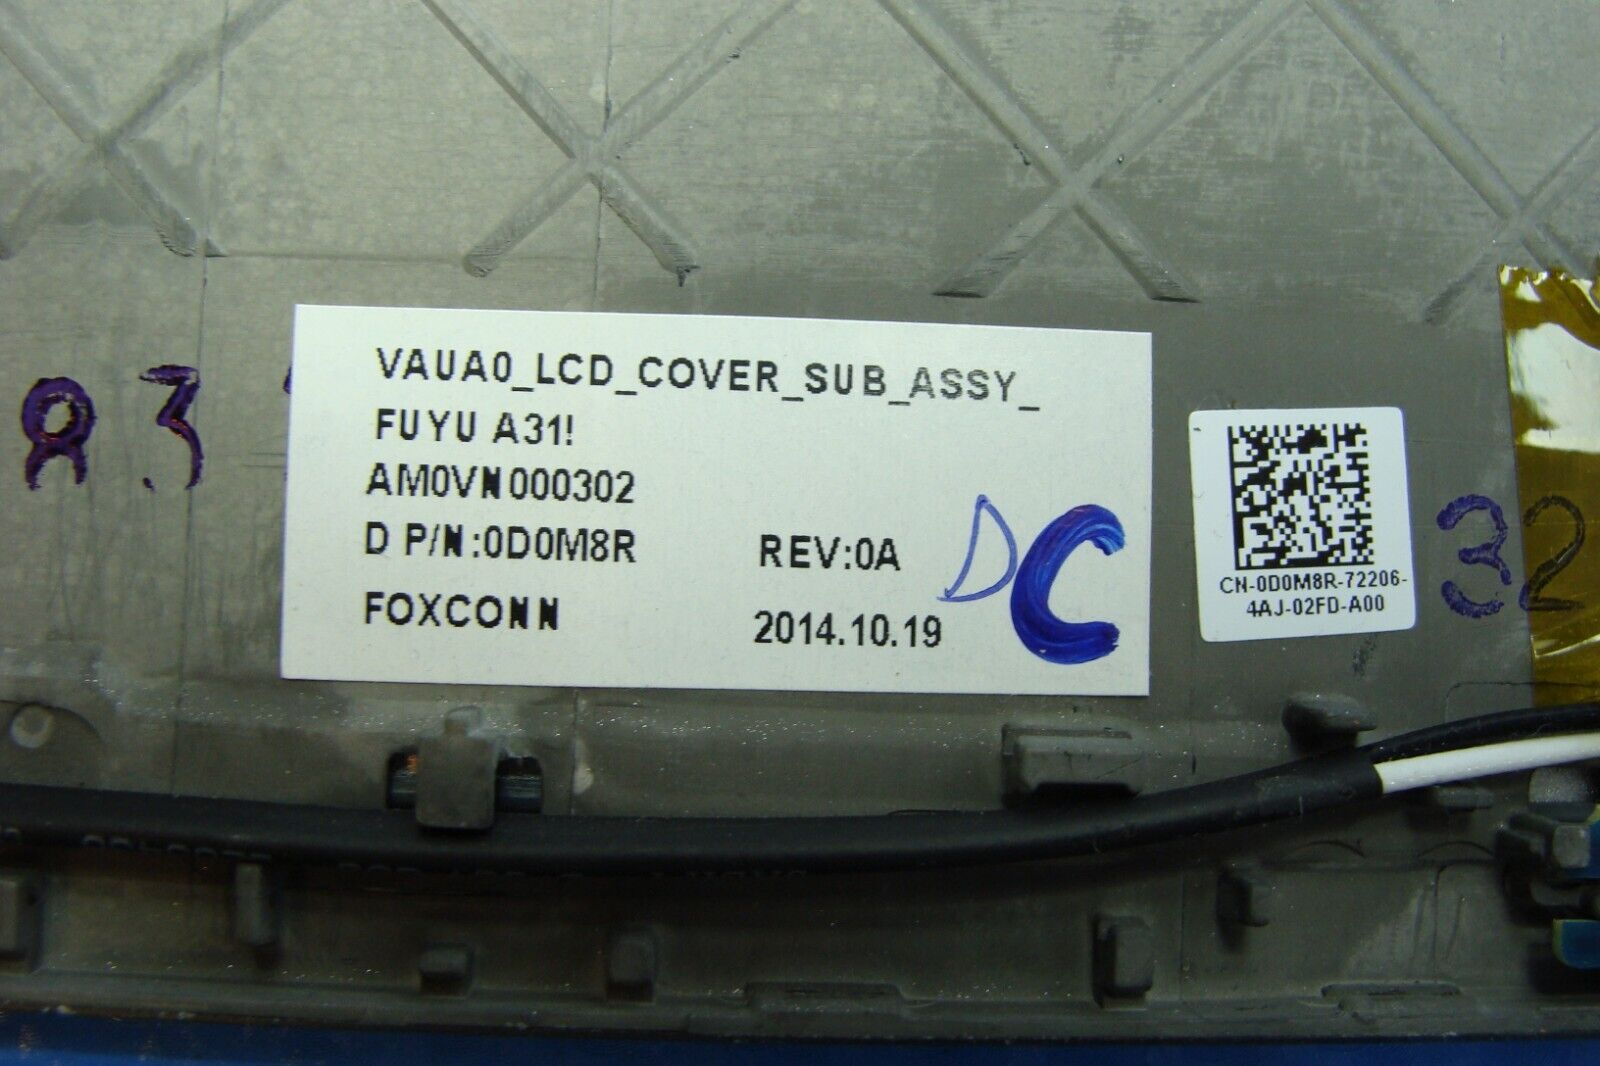 VAUA0_LCD_COVER_SUB_ASSY_
FUYU A31!
AM0VN000302
D P/N:0D0M8R REV:0A
FOXCONN 2014.10.19
DC
CN-0D0M8R-72206-
4AJ-02FD-A00
83
32